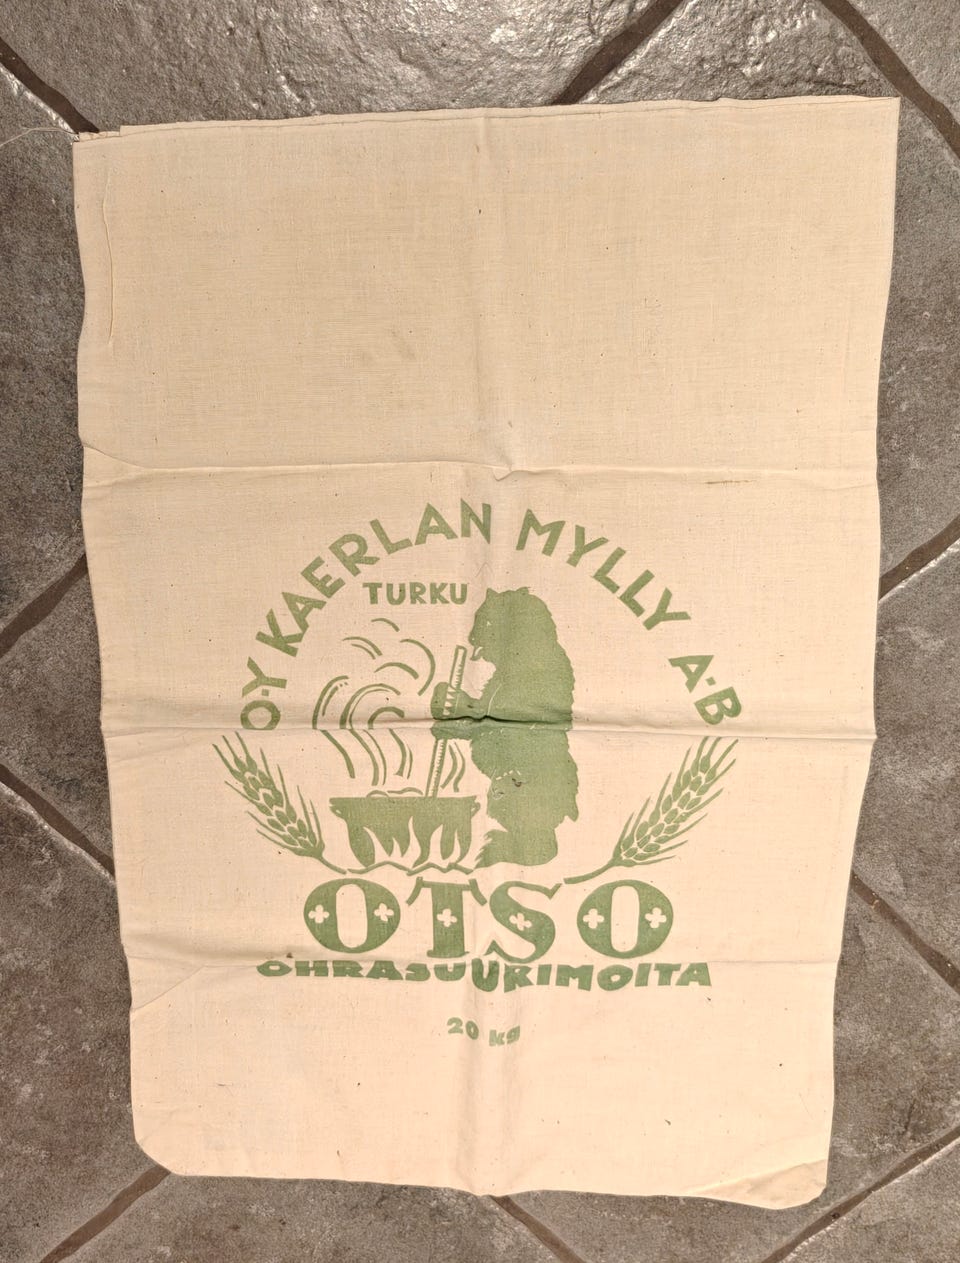 O-Y KAERLAN MYLLY A-B
TURKU
OTSO
OHRASUURIMOITA
20 kg